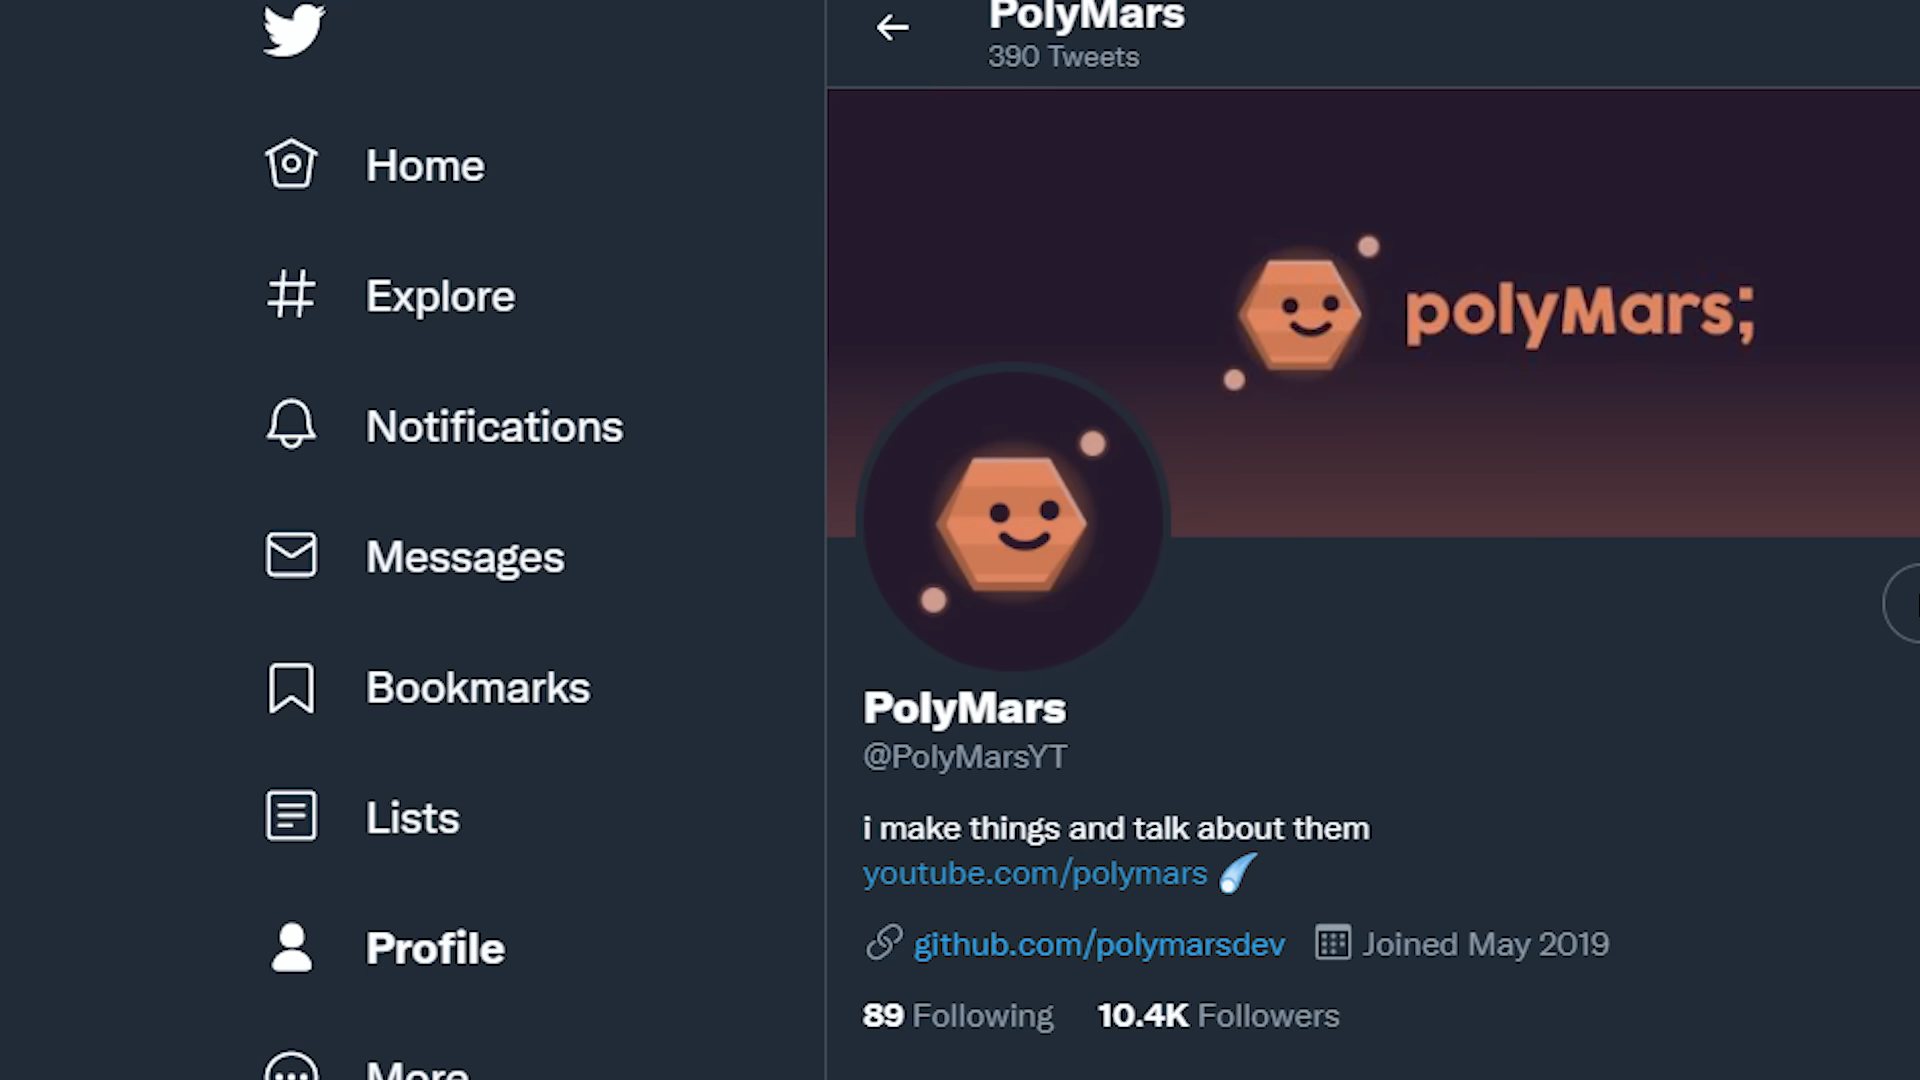 Home
Explore
Notifications
Messages
Bookmarks
Lists
Profile
More
PolyMars
390 Tweets
polyMars;
PolyMars
@PolyMarsYT
i make things and talk about them
youtube.com/polymars
github.com/polymarsdev Joined May 2019
89 Following 10.4K Followers